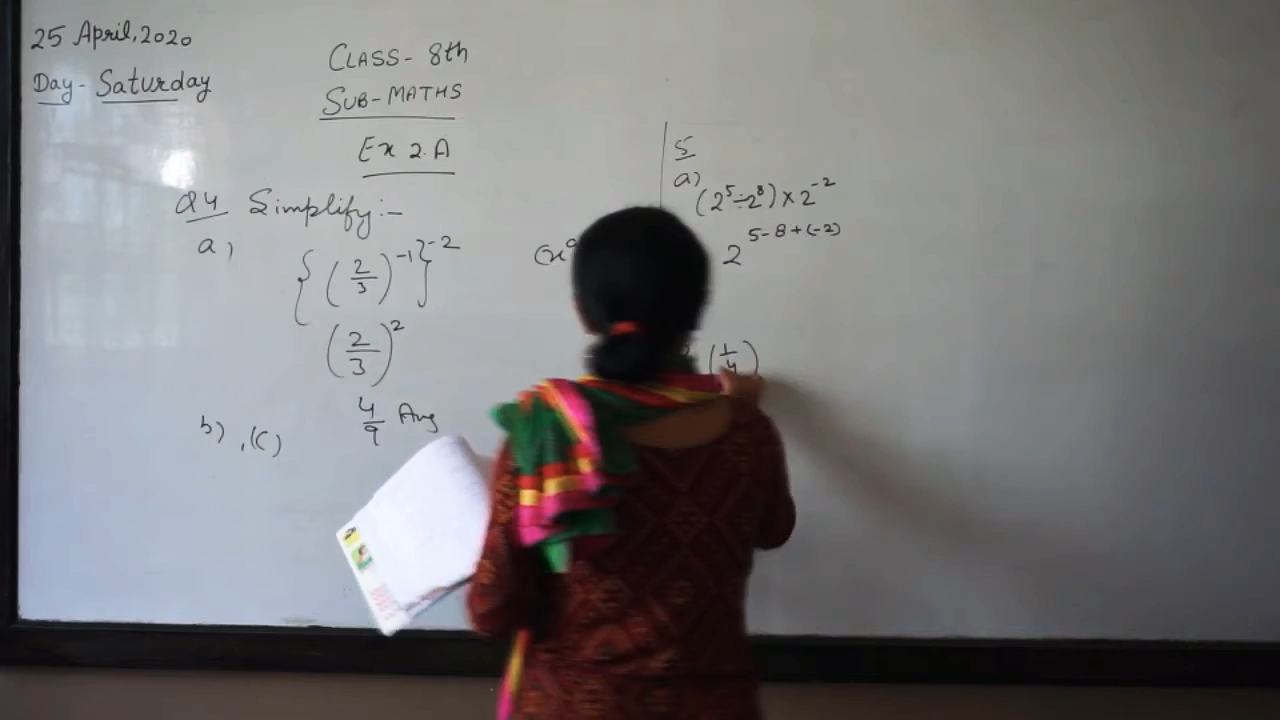 25 April, 2020
Day - Saturday
CLASS - 8th
SUB - MATHS
Ex 2.A
Q4 Simplify :-
a)
{(2/3)^-1}^-2
(2/3)^2
4/9 Ans
b), (c)
(x^a
5
a) (2^5 ÷ 2^8) × 2^-2
2^5-8+(-2)
(1/4)